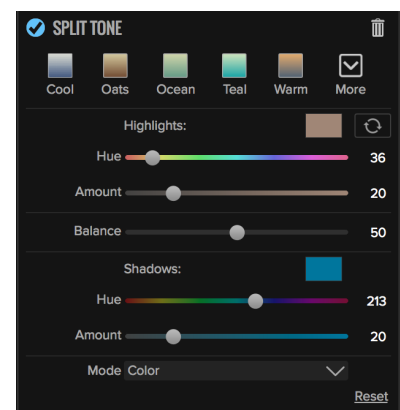 SPLIT TONE
Cool Oats Ocean Teal Warm More
Highlights:
Hue 36
Amount 20
Balance 50
Shadows:
Hue 213
Amount 20
Mode Color
Reset